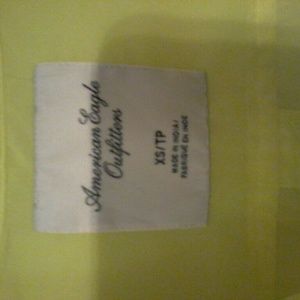 American Eagle
Outfitters
XS/TP
MADE IN INDIA/
FABRIQUE EN INDE